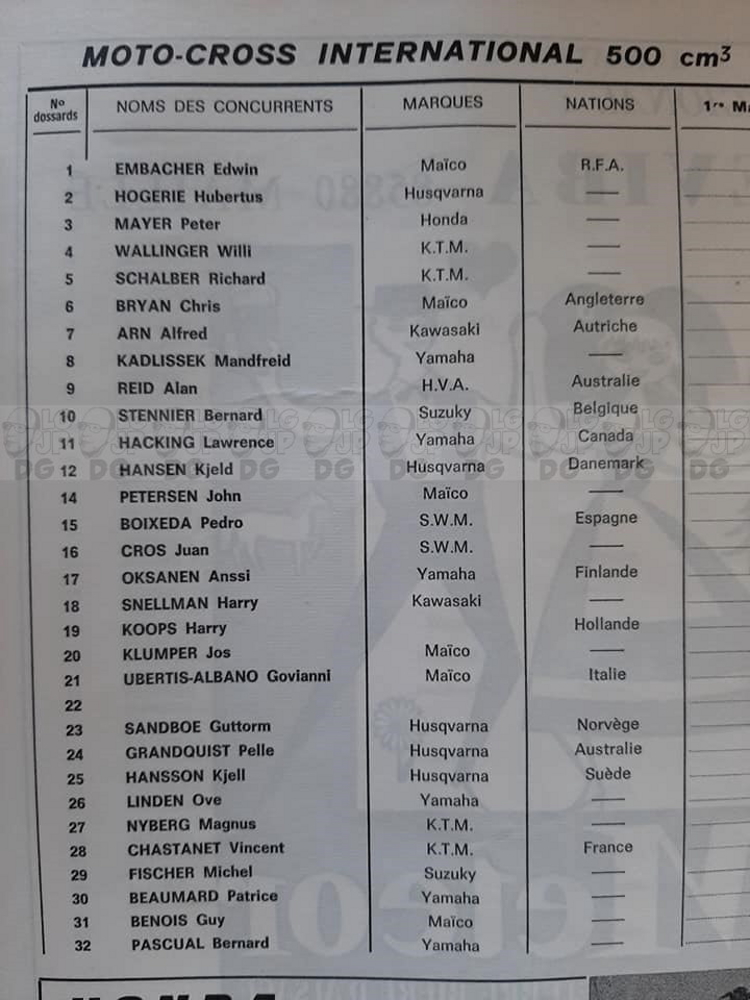 MOTO-CROSS INTERNATIONAL 500 cm³
No dossards NOMS DES CONCURRENTS MARQUES NATIONS 1re
1 EMBACHER Edwin Maïco R.F.A.
2 HOGERIE Hubertus Husqvarna —
3 MAYER Peter Honda —
4 WALLINGER Willi K.T.M. —
5 SCHALBER Richard K.T.M. —
6 BRYAN Chris Maïco Angleterre
7 ARN Alfred Kawasaki Autriche
8 KADLISSEK Mandfreid Yamaha —
9 REID Alan H.V.A. Australie
10 STENNIER Bernard Suzuky Belgique
11 HACKING Lawrence Yamaha Canada
12 HANSEN Kjeld Husqvarna Danemark
14 PETERSEN John Maïco —
15 BOIXEDA Pedro S.W.M. Espagne
16 CROS Juan S.W.M. —
17 OKSANEN Anssi Yamaha Finlande
18 SNELLMAN Harry Kawasaki —
19 KOOPS Harry Hollande
20 KLUMPER Jos Maïco —
21 UBERTIS-ALBANO Govianni Maïco Italie
22
23 SANDBOE Guttorm Husqvarna Norvège
24 GRANDQUIST Pelle Husqvarna Australie
25 HANSSON Kjell Husqvarna Suède
26 LINDEN Ove Yamaha —
27 NYBERG Magnus K.T.M. —
28 CHASTANET Vincent K.T.M. France
29 FISCHER Michel Suzuky —
30 BEAUMARD Patrice Yamaha —
31 BENOIS Guy Maïco —
32 PASCUAL Bernard Yamaha —